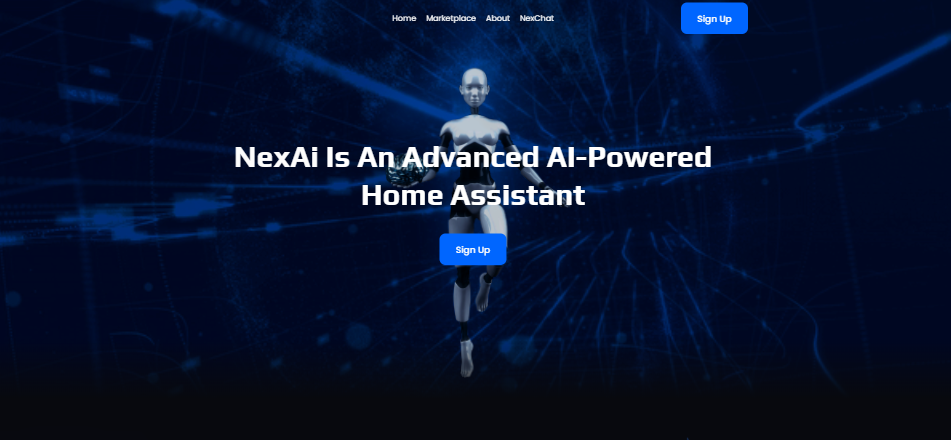 Home Marketplace About NexChat Sign Up
NexAi Is An Advanced AI-Powered
Home Assistant
Sign Up